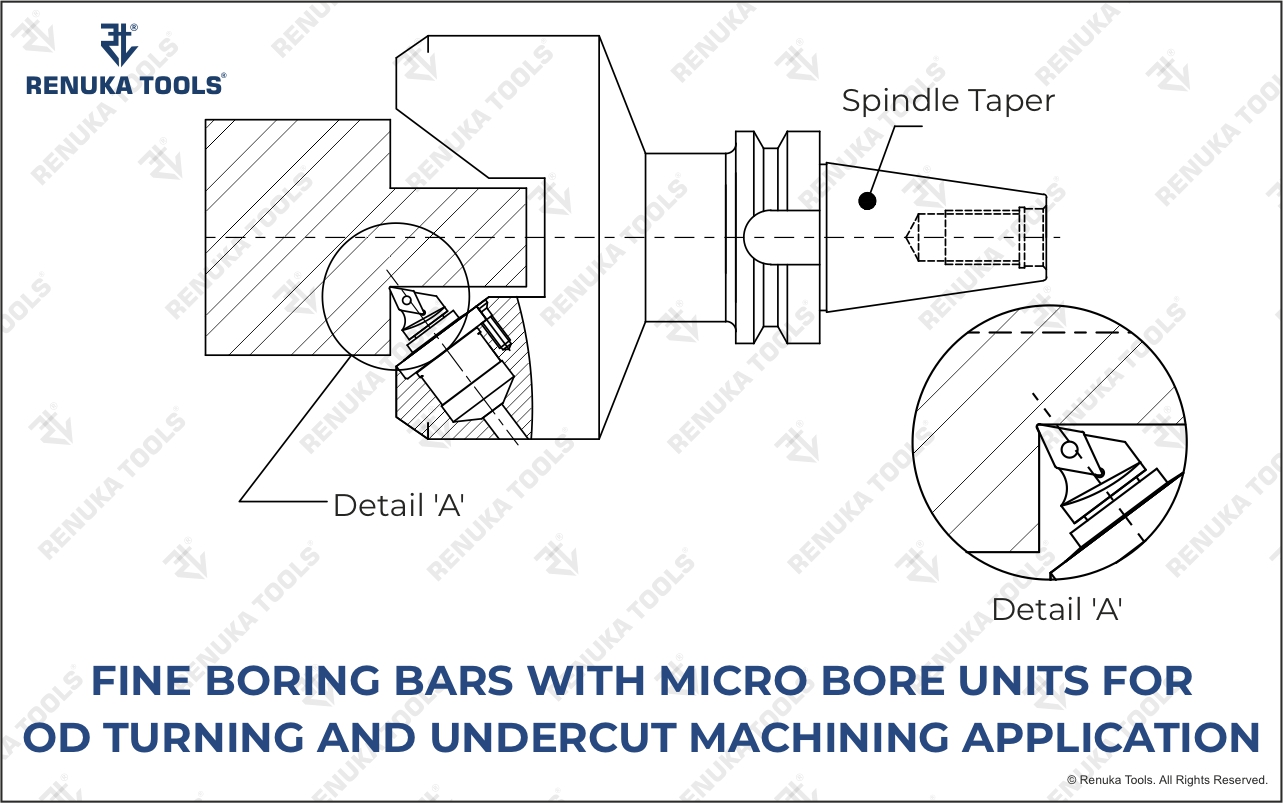 RENUKA TOOLS®
Spindle Taper
Detail 'A'
Detail 'A'
FINE BORING BARS WITH MICRO BORE UNITS FOR
OD TURNING AND UNDERCUT MACHINING APPLICATION
© Renuka Tools. All Rights Reserved.